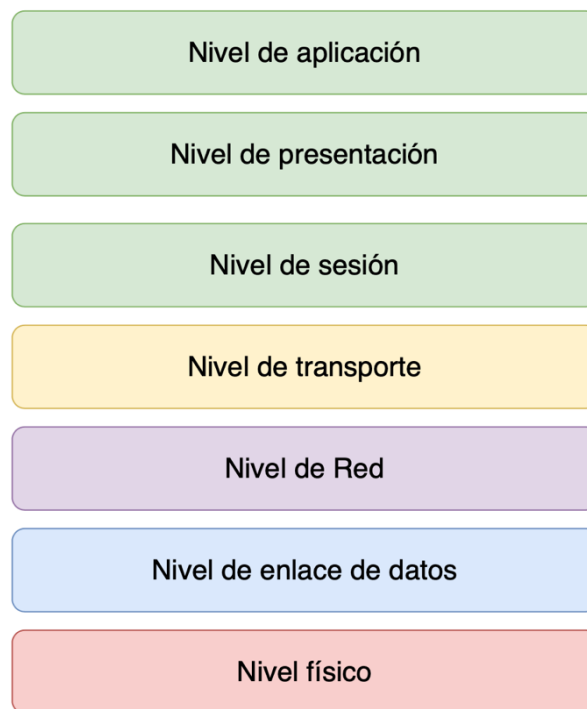 Nivel de aplicación
Nivel de presentación
Nivel de sesión
Nivel de transporte
Nivel de Red
Nivel de enlace de datos
Nivel físico